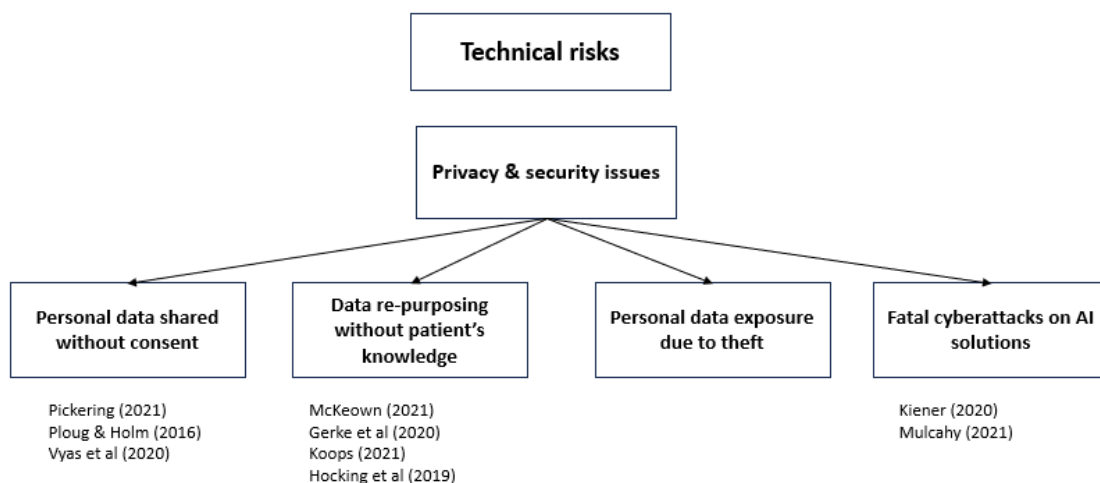 Technical risks
Privacy & security issues
Personal data shared
without consent
Data re-purposing
without patient's
knowledge
Personal data exposure
due to theft
Fatal cyberattacks on AI
solutions
Pickering (2021)
Ploug & Holm (2016)
Vyas et al (2020)
McKeown (2021)
Gerke et al (2020)
Koops (2021)
Hocking et al (2019)
Kiener (2020)
Mulcahy (2021)